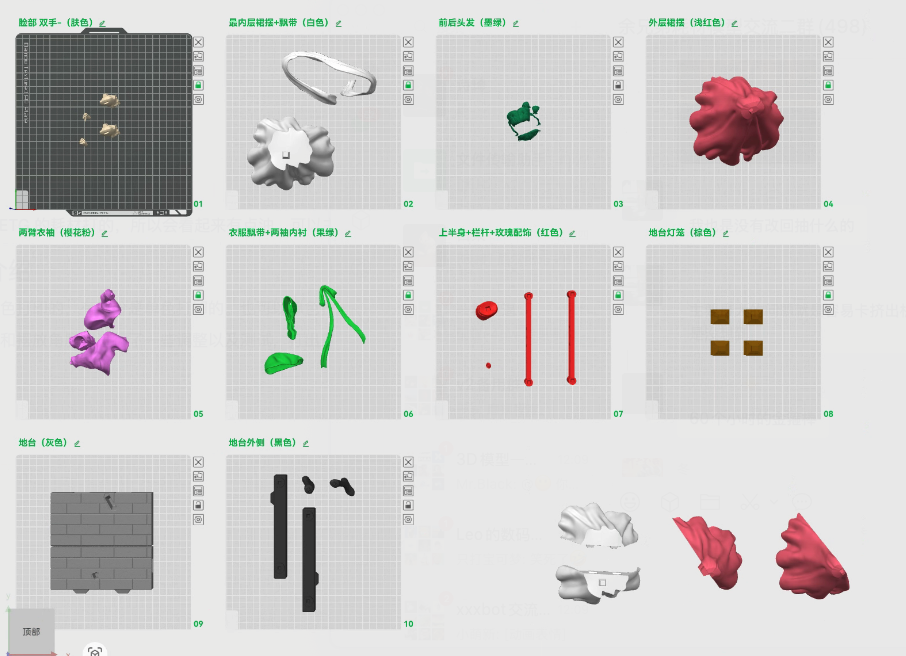 脸部 双手-（肤色）
最内层裙摆+飘带（白色）
前后头发（墨绿）
外层裙摆（浅红色）
01
02
03
04
两臂衣袖（樱花粉）
衣服飘带+两袖内衬（果绿）
上半身+栏杆+玫瑰配饰（红色）
地台灯笼（棕色）
05
06
07
08
地台（灰色）
地台外侧（黑色）
09
10
顶部